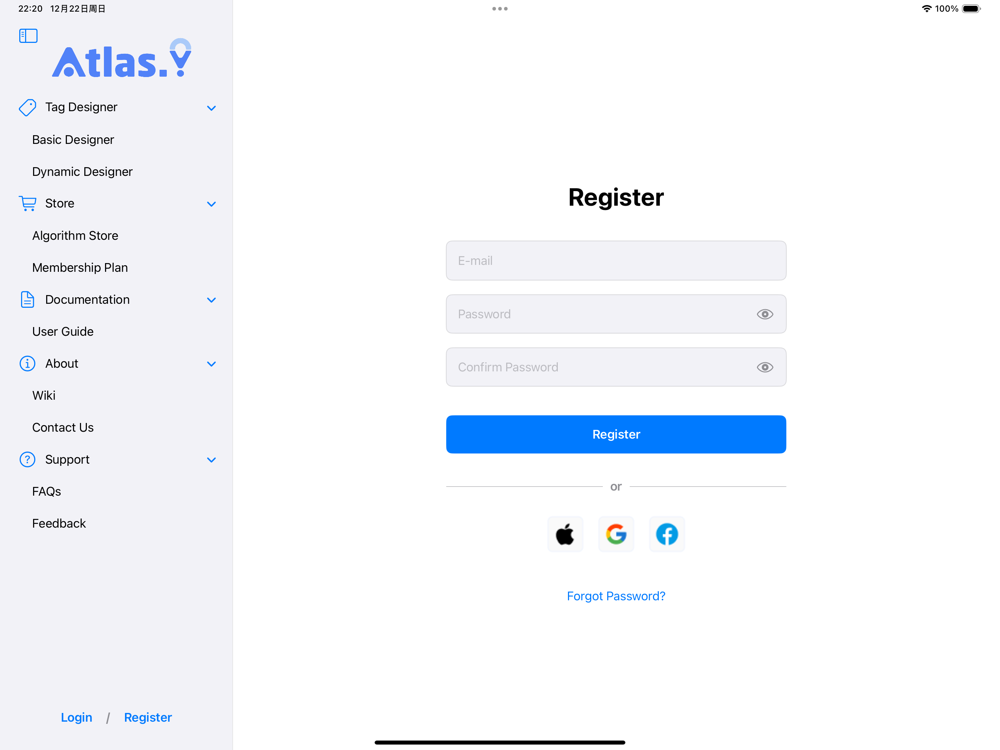 22:20 12月22日周日
100%
Atlas.
Tag Designer
Basic Designer
Dynamic Designer
Store
Algorithm Store
Membership Plan
Documentation
User Guide
About
Wiki
Contact Us
Support
FAQs
Feedback
Login / Register
Register
E-mail
Password
Confirm Password
Register
or
Forgot Password?